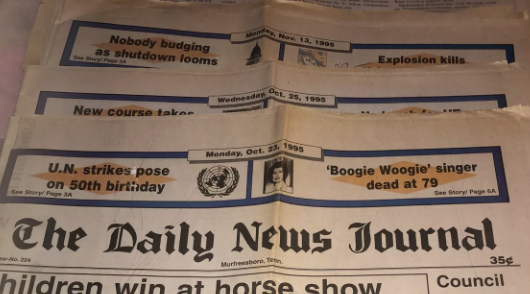 Monday, Nov. 13, 1995
Nobody budging
as shutdown looms
See Story/ Page 3A
Explosion kills
Wednesday, Oct. 25, 1995
New course takes
Monday, Oct. 23, 1995
U.N. strikes pose
on 50th birthday
See Story/ Page 3A
'Boogie Woogie' singer
dead at 79
See Story/ Page 6A
The Daily News Journal
No. 224
Murfreesboro, Tenn.
35¢
hildren win at horse show
Council